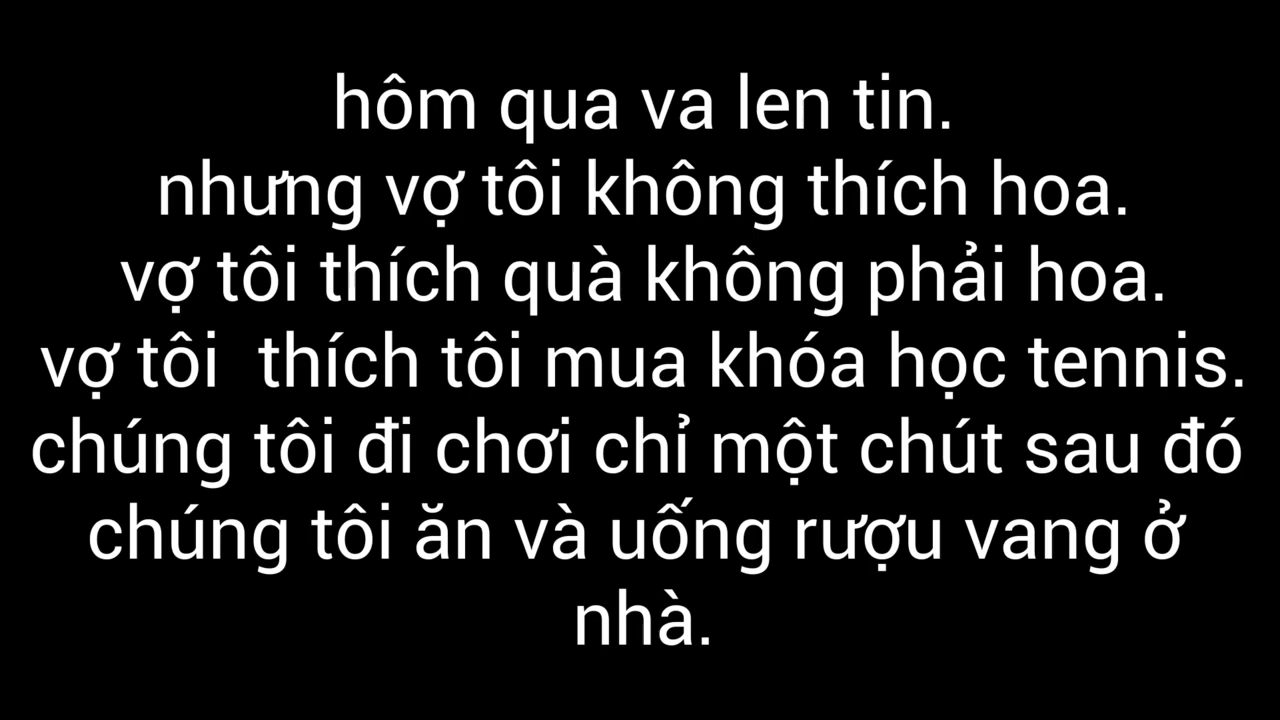 hôm qua va len tin.
nhưng vợ tôi không thích hoa.
vợ tôi thích quà không phải hoa.
vợ tôi  thích tôi mua khóa học tennis.
chúng tôi đi chơi chỉ một chút sau đó
chúng tôi ăn và uống rượu vang ở
nhà.